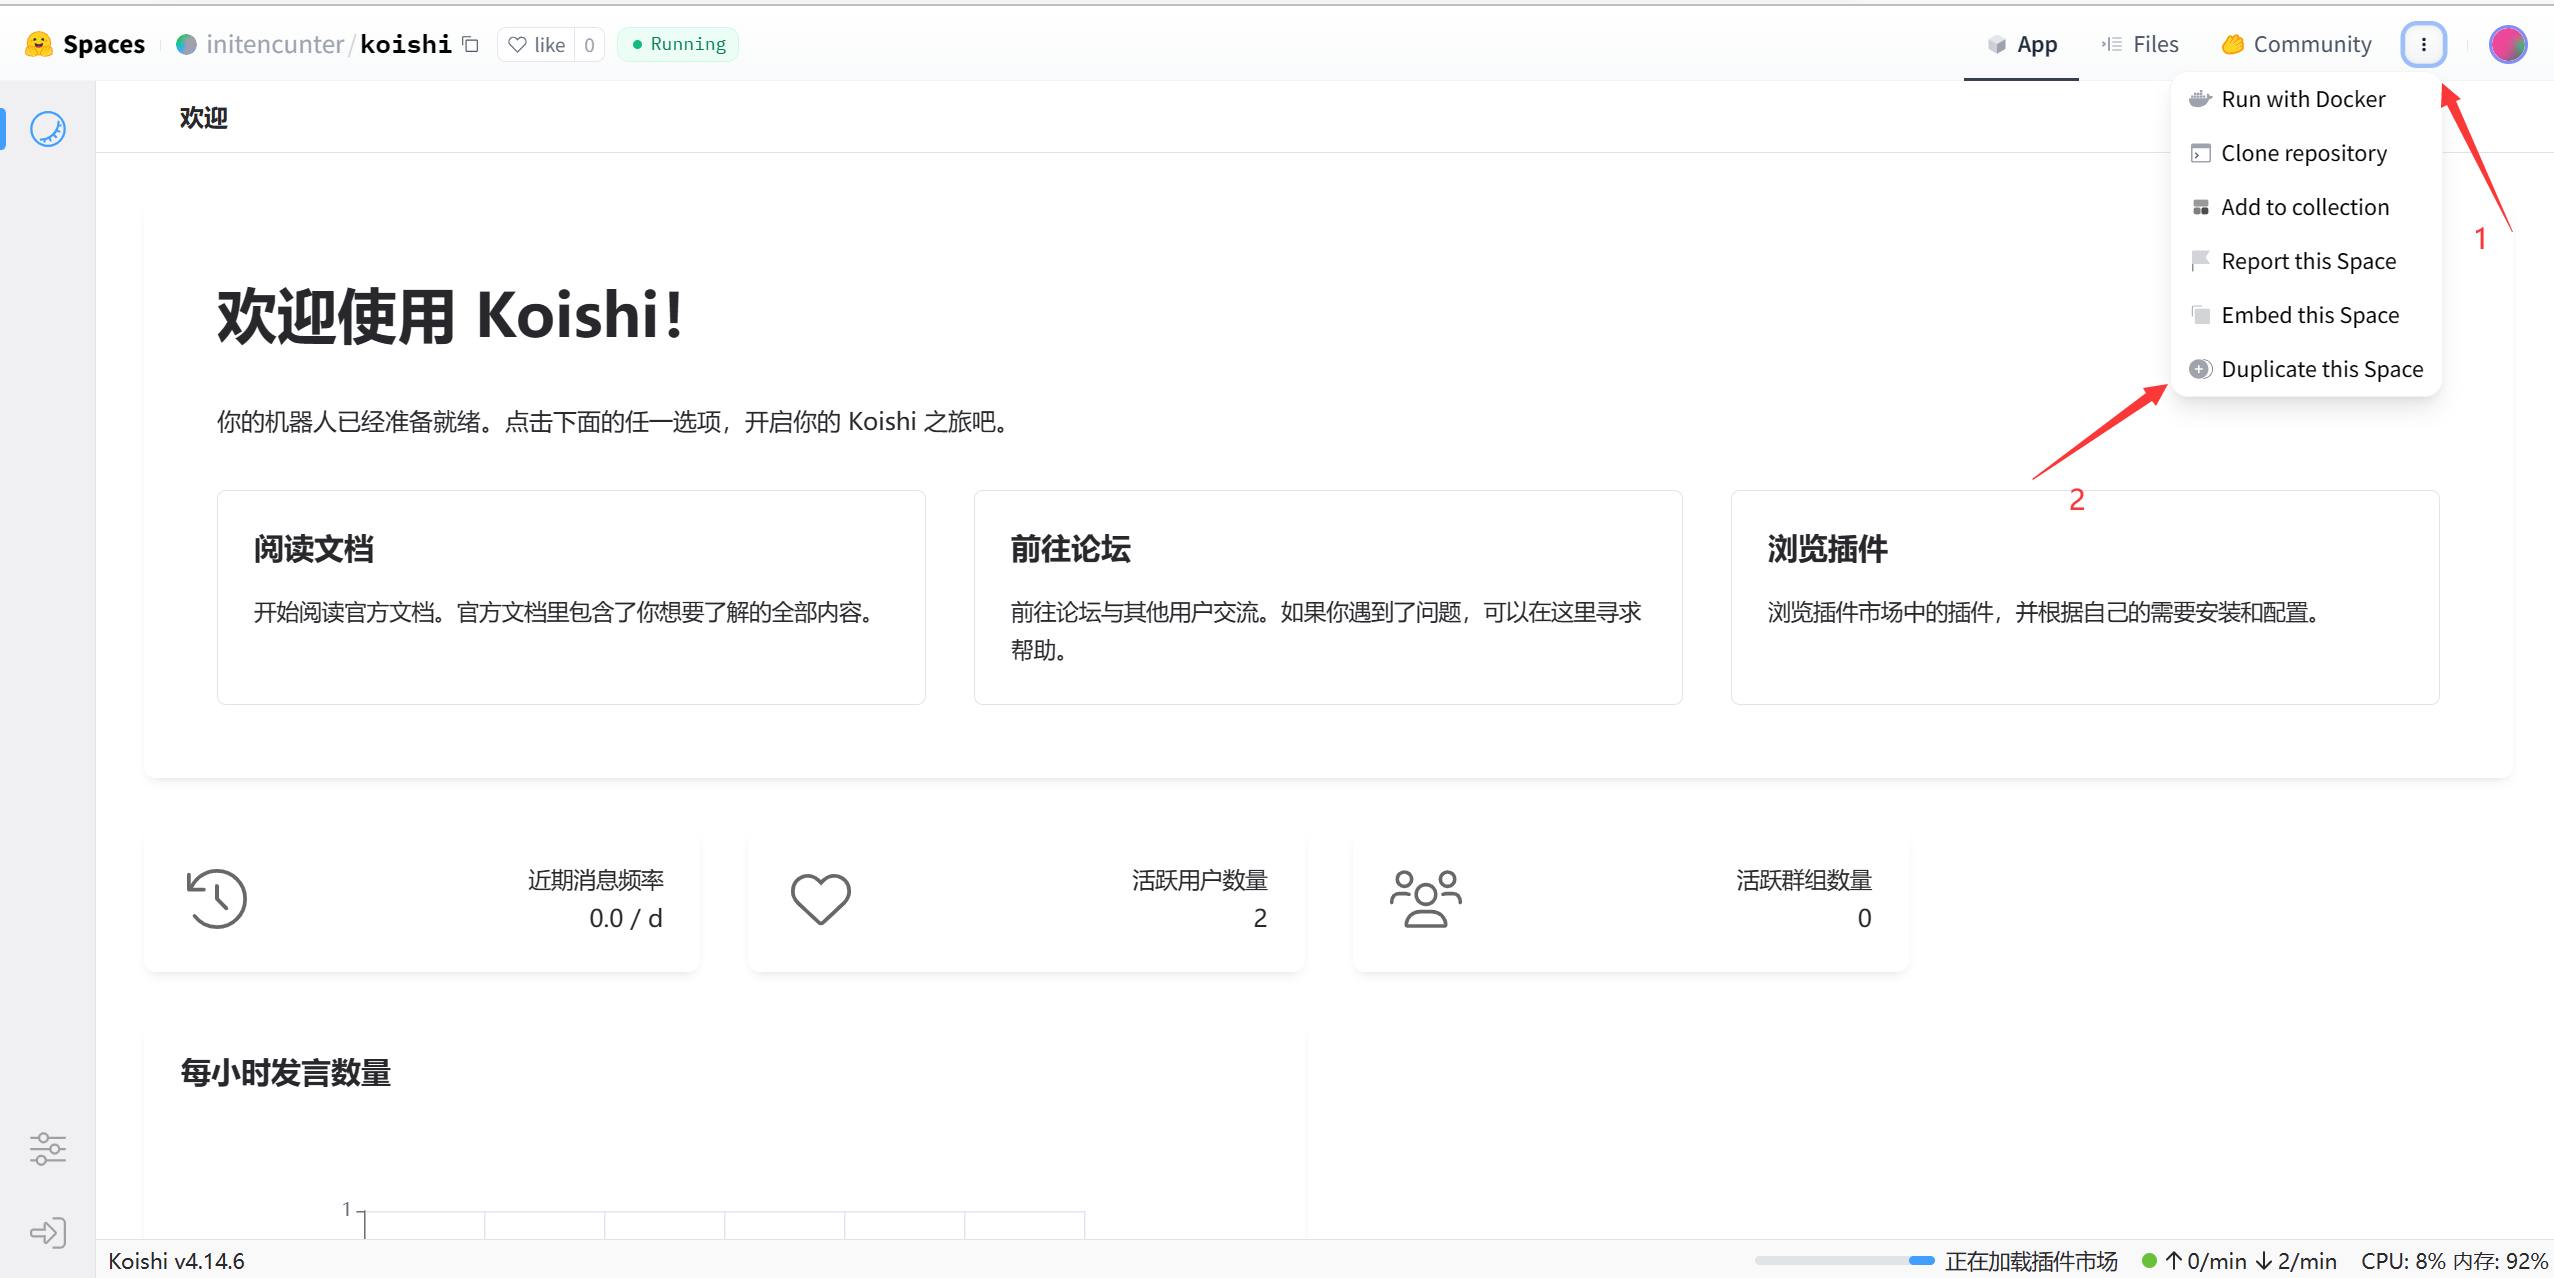 Spaces initencunter/koishi like 0 Running App Files Community
欢迎
Run with Docker
Clone repository
Add to collection
Report this Space
Embed this Space
Duplicate this Space
1
2
欢迎使用 Koishi！
你的机器人已经准备就绪。点击下面的任一选项，开启你的 Koishi 之旅吧。
阅读文档
开始阅读官方文档。官方文档里包含了你想要了解的全部内容。
前往论坛
前往论坛与其他用户交流。如果你遇到了问题，可以在这里寻求
帮助。
浏览插件
浏览插件市场中的插件，并根据自己的需要安装和配置。
近期消息频率
0.0 / d
活跃用户数量
2
活跃群组数量
0
每小时发言数量
1
Koishi v4.14.6
正在加载插件市场 ↑0/min ↓2/min CPU: 8% 内存: 92%